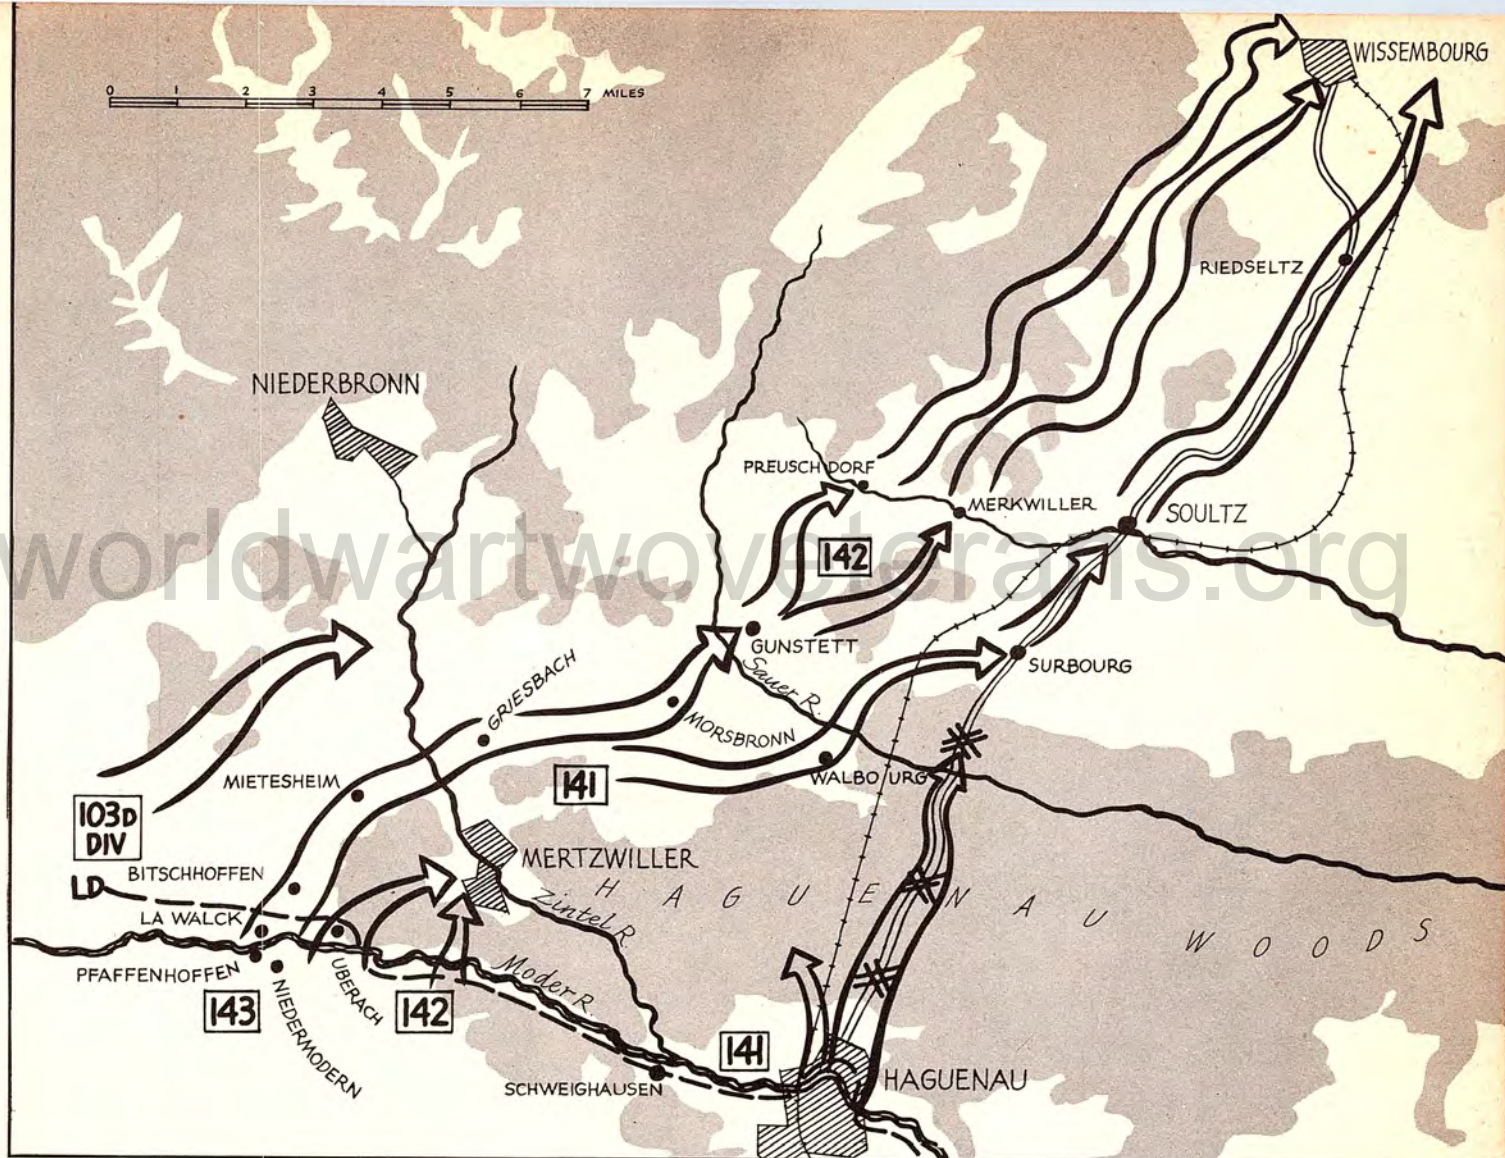 WISSEMBOURG
0 1 2 3 4 5 6 7 MILES
RIEDSELTZ
NIEDERBRONN
PREUSCHDORF
MERKWILLER
SOULTZ
worldwartwoveterans.org
142
GUNSTETT
SURBOURG
Sauer R.
GRIESBACH
MORSBRONN
MIETESHEIM
141
WALBOURG
103D
DIV
MERTZWILLER
BITSCHHOFFEN
LD
HAGUENAU WOODS
Zintel R.
LA WALCK
PFAFFENHOFFEN
UBERACH
Moder R.
143
NIEDERMODERN
142
141
SCHWEIGHAUSEN
HAGUENAU